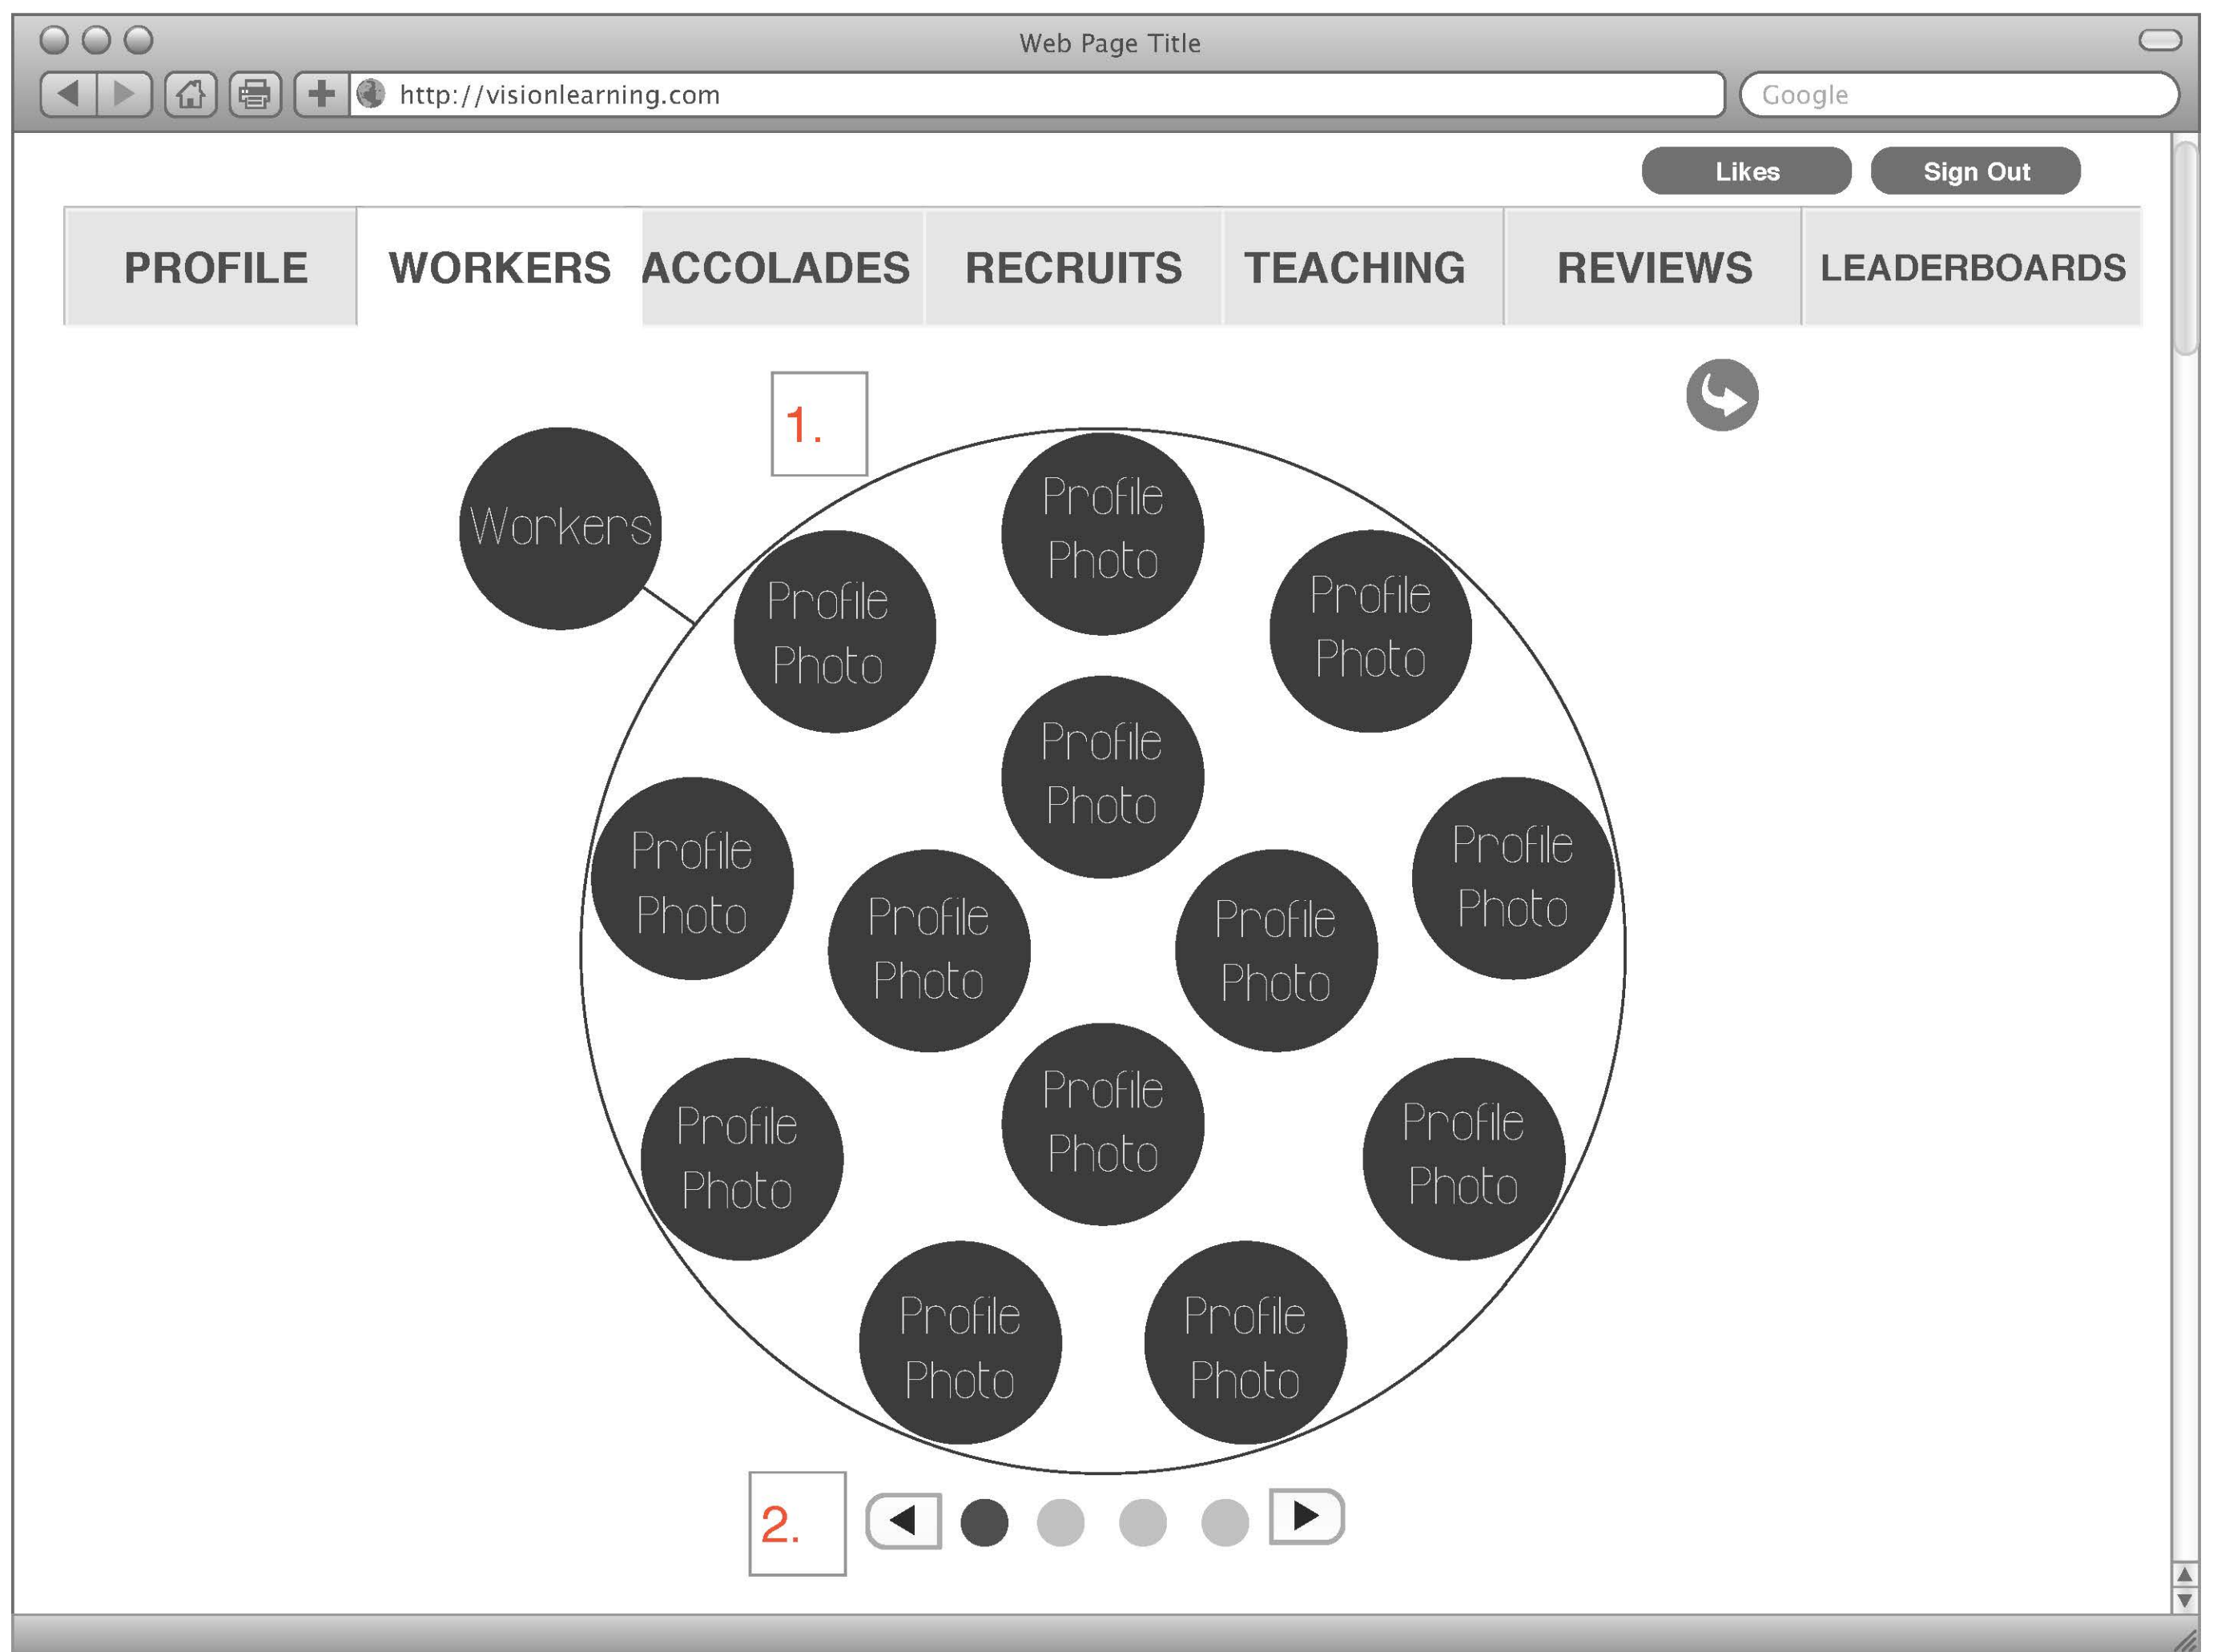 Web Page Title
http://visionlearning.com
Google
Likes
Sign Out
PROFILE
WORKERS
ACCOLADES
RECRUITS
TEACHING
REVIEWS
LEADERBOARDS
1.
Workers
Profile
Photo
Profile
Photo
Profile
Photo
Profile
Photo
Profile
Photo
Profile
Photo
Profile
Photo
Profile
Photo
Profile
Photo
Profile
Photo
Profile
Photo
Profile
Photo
Profile
Photo
2.